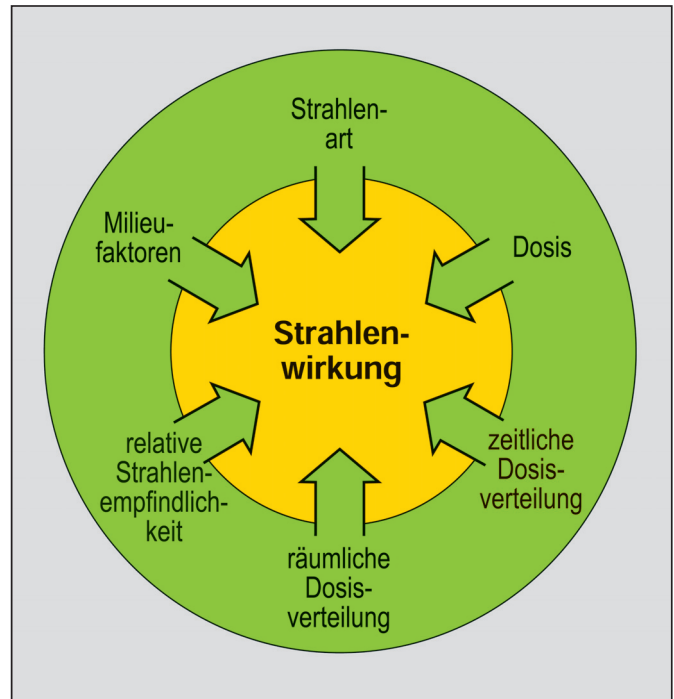 Strahlen-
art
Milieu-
faktoren
Dosis
Strahlen-
wirkung
relative
Strahlen-
empfindlich-
keit
zeitliche
Dosis-
verteilung
räumliche
Dosis-
verteilung